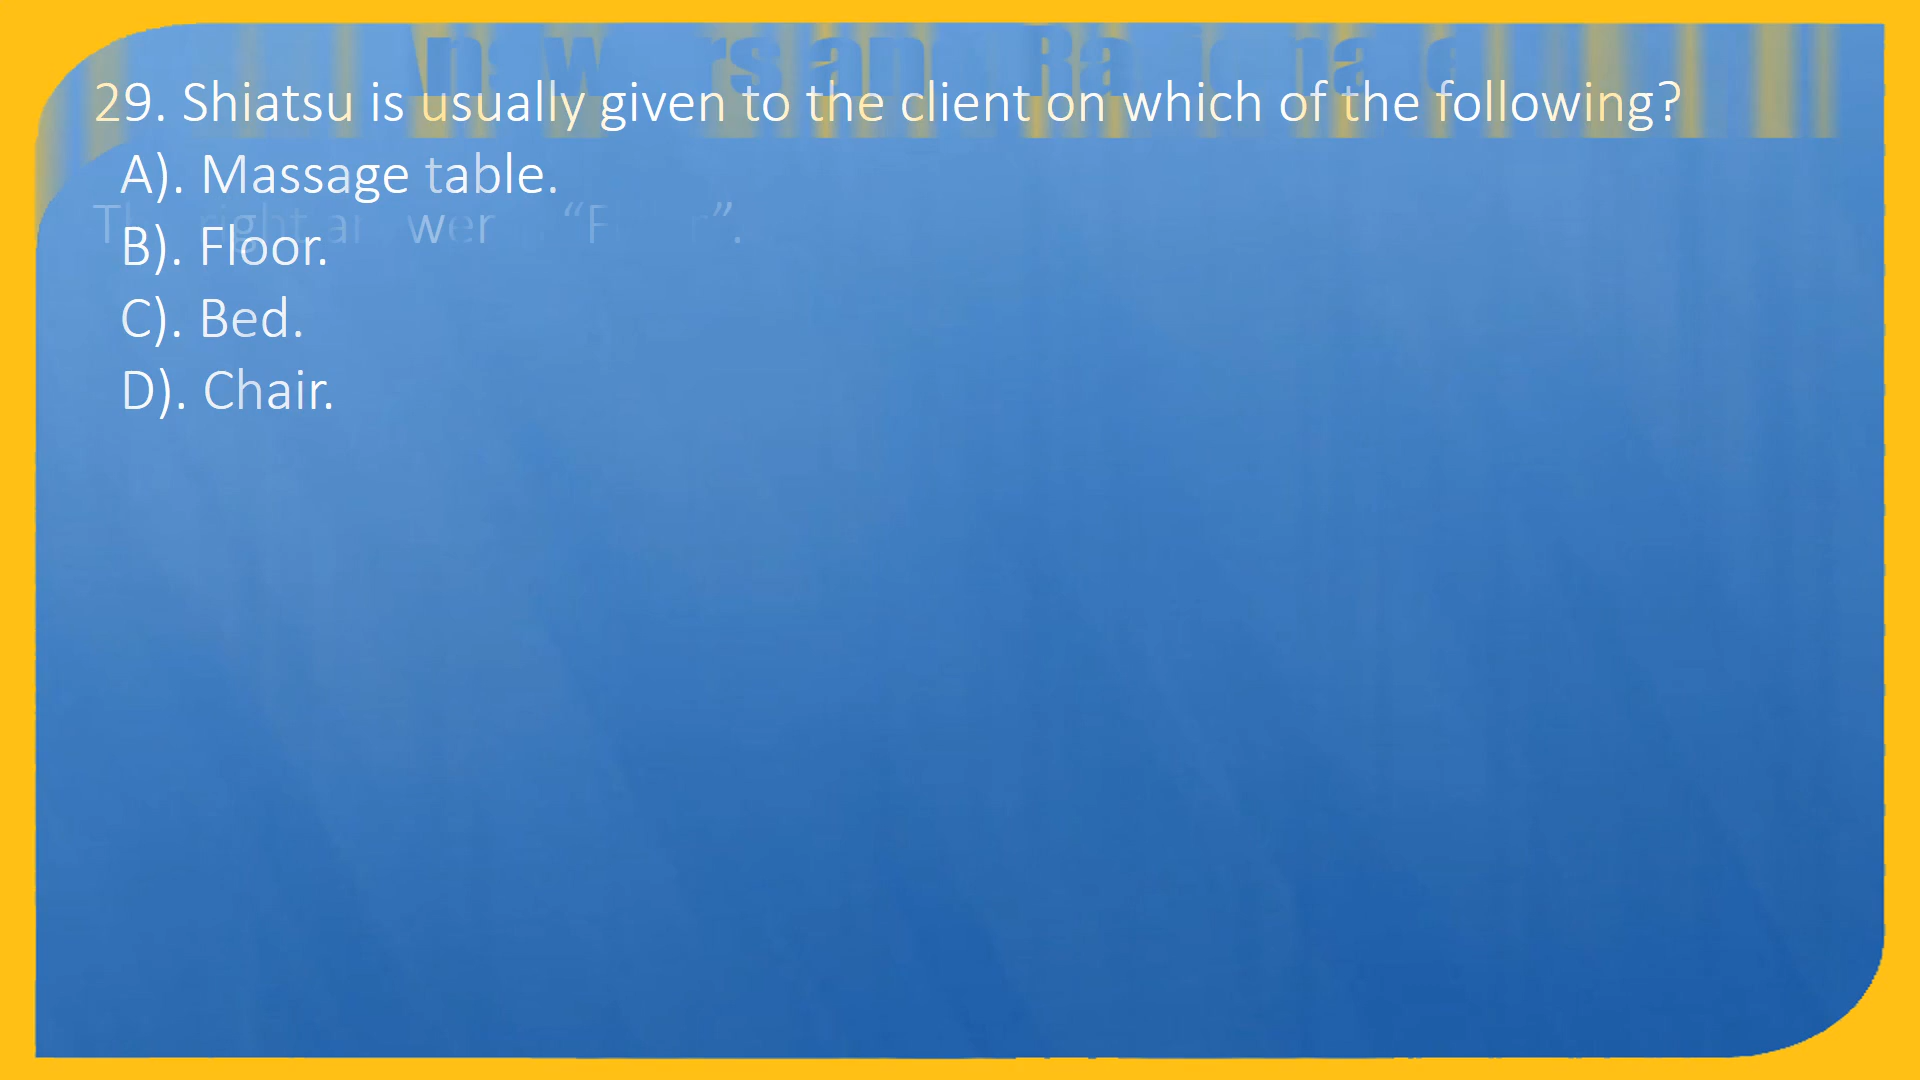 29. Shiatsu is usually given to the client on which of the following?
A). Massage table.
B). Floor.
C). Bed.
D). Chair.